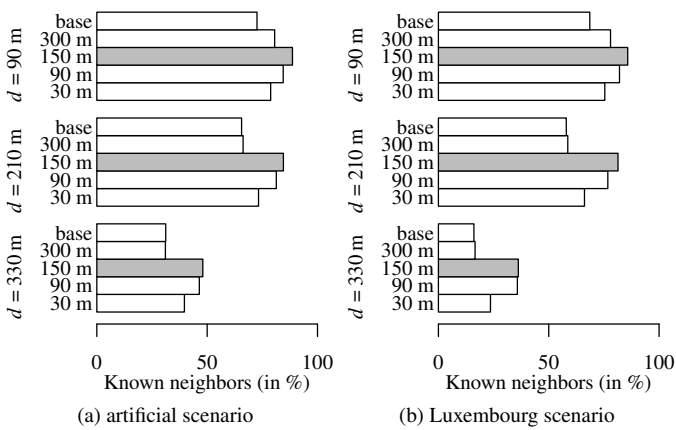 d = 90 m
base
300 m
150 m
90 m
30 m
d = 210 m
base
300 m
150 m
90 m
30 m
d = 330 m
base
300 m
150 m
90 m
30 m
0 50 100
Known neighbors (in %)
(a) artificial scenario
d = 90 m
base
300 m
150 m
90 m
30 m
d = 210 m
base
300 m
150 m
90 m
30 m
d = 330 m
base
300 m
150 m
90 m
30 m
0 50 100
Known neighbors (in %)
(b) Luxembourg scenario